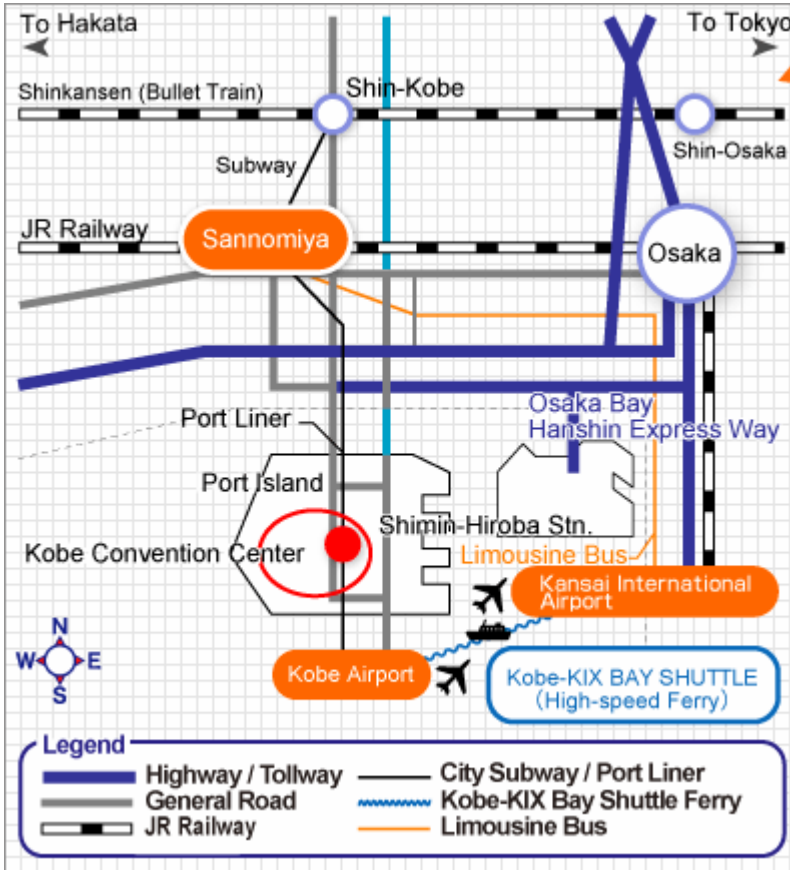 To Hakata
To Tokyo
Shinkansen (Bullet Train)
Shin-Kobe
Shin-Osaka
Subway
JR Railway
Sannomiya
Osaka
Osaka Bay
Hanshin Express Way
Port Liner
Port Island
Shimin-Hiroba Stn.
Kobe Convention Center
Limousine Bus
Kansai International
Airport
Kobe Airport
N
W
E
S
Kobe-KIX BAY SHUTTLE
(High-speed Ferry)
Legend
Highway / Tollway
City Subway / Port Liner
General Road
Kobe-KIX Bay Shuttle Ferry
JR Railway
Limousine Bus